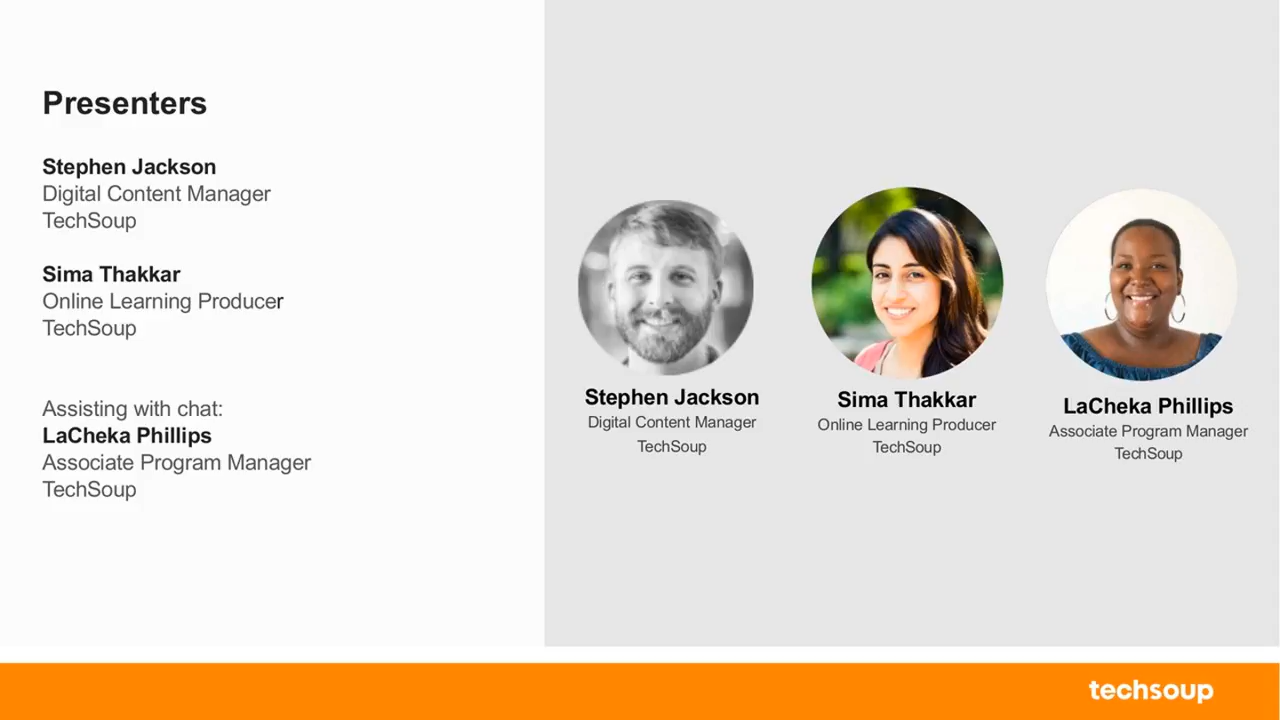 Presenters
Stephen Jackson
Digital Content Manager
TechSoup
Sima Thakkar
Online Learning Producer
TechSoup
Assisting with chat:
LaCheka Phillips
Associate Program Manager
TechSoup
Stephen Jackson
Digital Content Manager
TechSoup
Sima Thakkar
Online Learning Producer
TechSoup
LaCheka Phillips
Associate Program Manager
TechSoup
techsoup